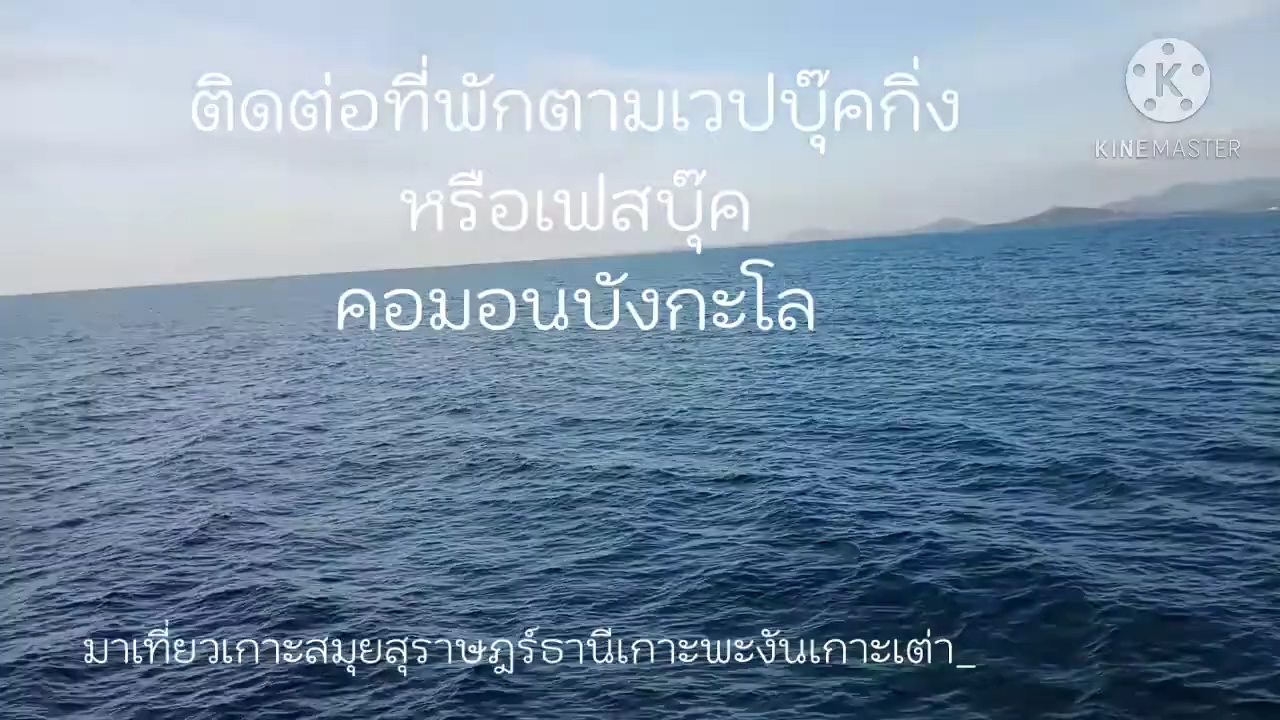 ติดต่อที่พักตามเวปบุ๊คกิ่ง
หรือเฟสบุ๊ค
คอมอนบังกะโล
KINEMASTER
มาเที่ยวเกาะสมุยสุราษฎร์ธานีเกาะพะงันเกาะเต่า_